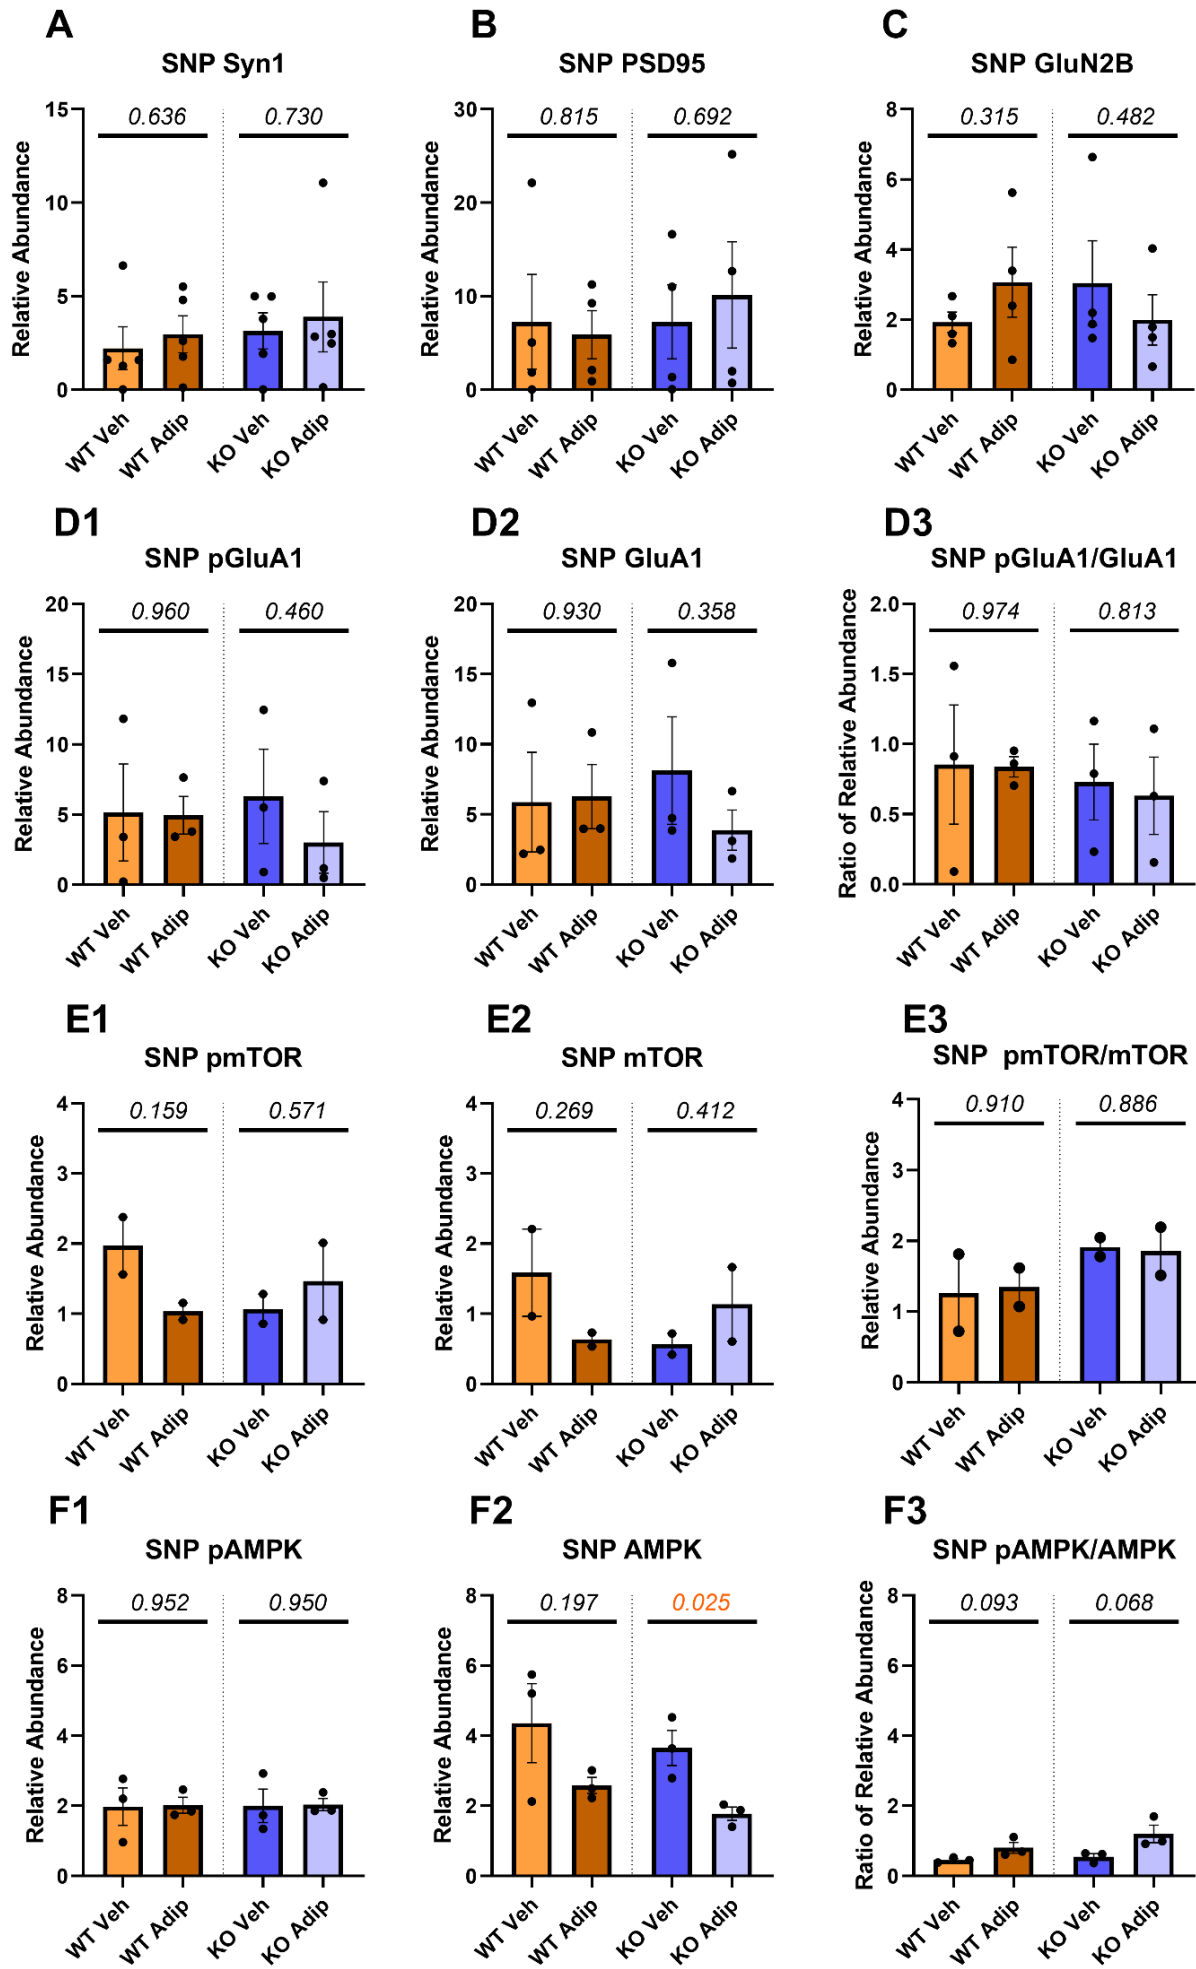 A
SNP Syn1
Relative Abundance
15
10
5
0
0.636
0.730
WT Veh
WT Adip
KO Veh
KO Adip
B
SNP PSD95
Relative Abundance
30
20
10
0
0.815
0.692
WT Veh
WT Adip
KO Veh
KO Adip
C
SNP GluN2B
Relative Abundance
8
6
4
2
0
0.315
0.482
WT Veh
WT Adip
KO Veh
KO Adip
D1
SNP pGluA1
Relative Abundance
20
15
10
5
0
0.960
0.460
WT Veh
WT Adip
KO Veh
KO Adip
D2
SNP GluA1
Relative Abundance
20
15
10
5
0
0.930
0.358
WT Veh
WT Adip
KO Veh
KO Adip
D3
SNP pGluA1/GluA1
Ratio of Relative Abundance
2.0
1.5
1.0
0.5
0.0
0.974
0.813
WT Veh
WT Adip
KO Veh
KO Adip
E1
SNP pmTOR
Relative Abundance
4
3
2
1
0
0.159
0.571
WT Veh
WT Adip
KO Veh
KO Adip
E2
SNP mTOR
Relative Abundance
4
3
2
1
0
0.269
0.412
WT Veh
WT Adip
KO Veh
KO Adip
E3
SNP  pmTOR/mTOR
Relative Abundance
4
3
2
1
0
0.910
0.886
WT Veh
WT Adip
KO Veh
KO Adip
F1
SNP pAMPK
Relative Abundance
8
6
4
2
0
0.952
0.950
WT Veh
WT Adip
KO Veh
KO Adip
F2
SNP AMPK
Relative Abundance
8
6
4
2
0
0.197
0.025
WT Veh
WT Adip
KO Veh
KO Adip
F3
SNP pAMPK/AMPK
Ratio of Relative Abundance
8
6
4
2
0
0.093
0.068
WT Veh
WT Adip
KO Veh
KO Adip